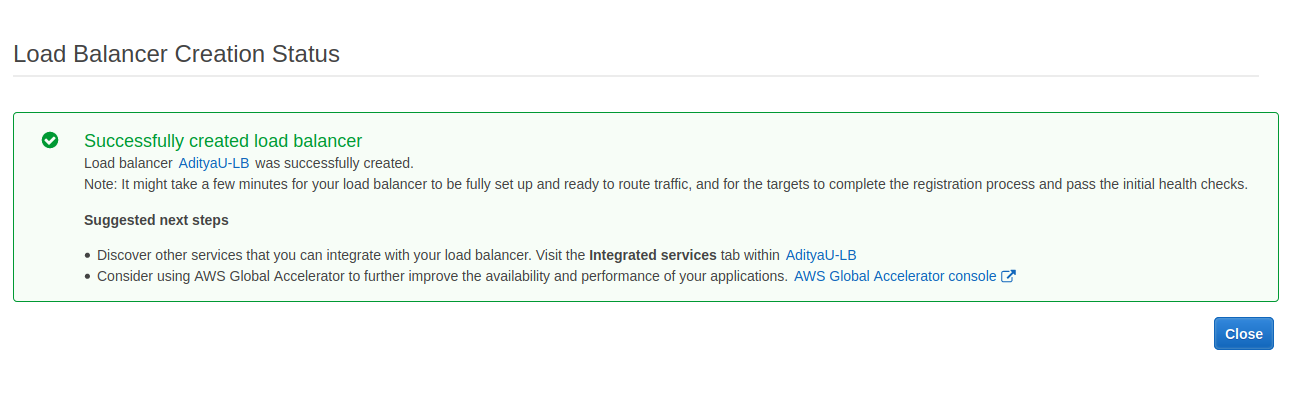 Load Balancer Creation Status
Successfully created load balancer
Load balancer AdityaU-LB was successfully created.
Note: It might take a few minutes for your load balancer to be fully set up and ready to route traffic, and for the targets to complete the registration process and pass the initial health checks.
Suggested next steps
• Discover other services that you can integrate with your load balancer. Visit the Integrated services tab within AdityaU-LB
• Consider using AWS Global Accelerator to further improve the availability and performance of your applications. AWS Global Accelerator console
Close